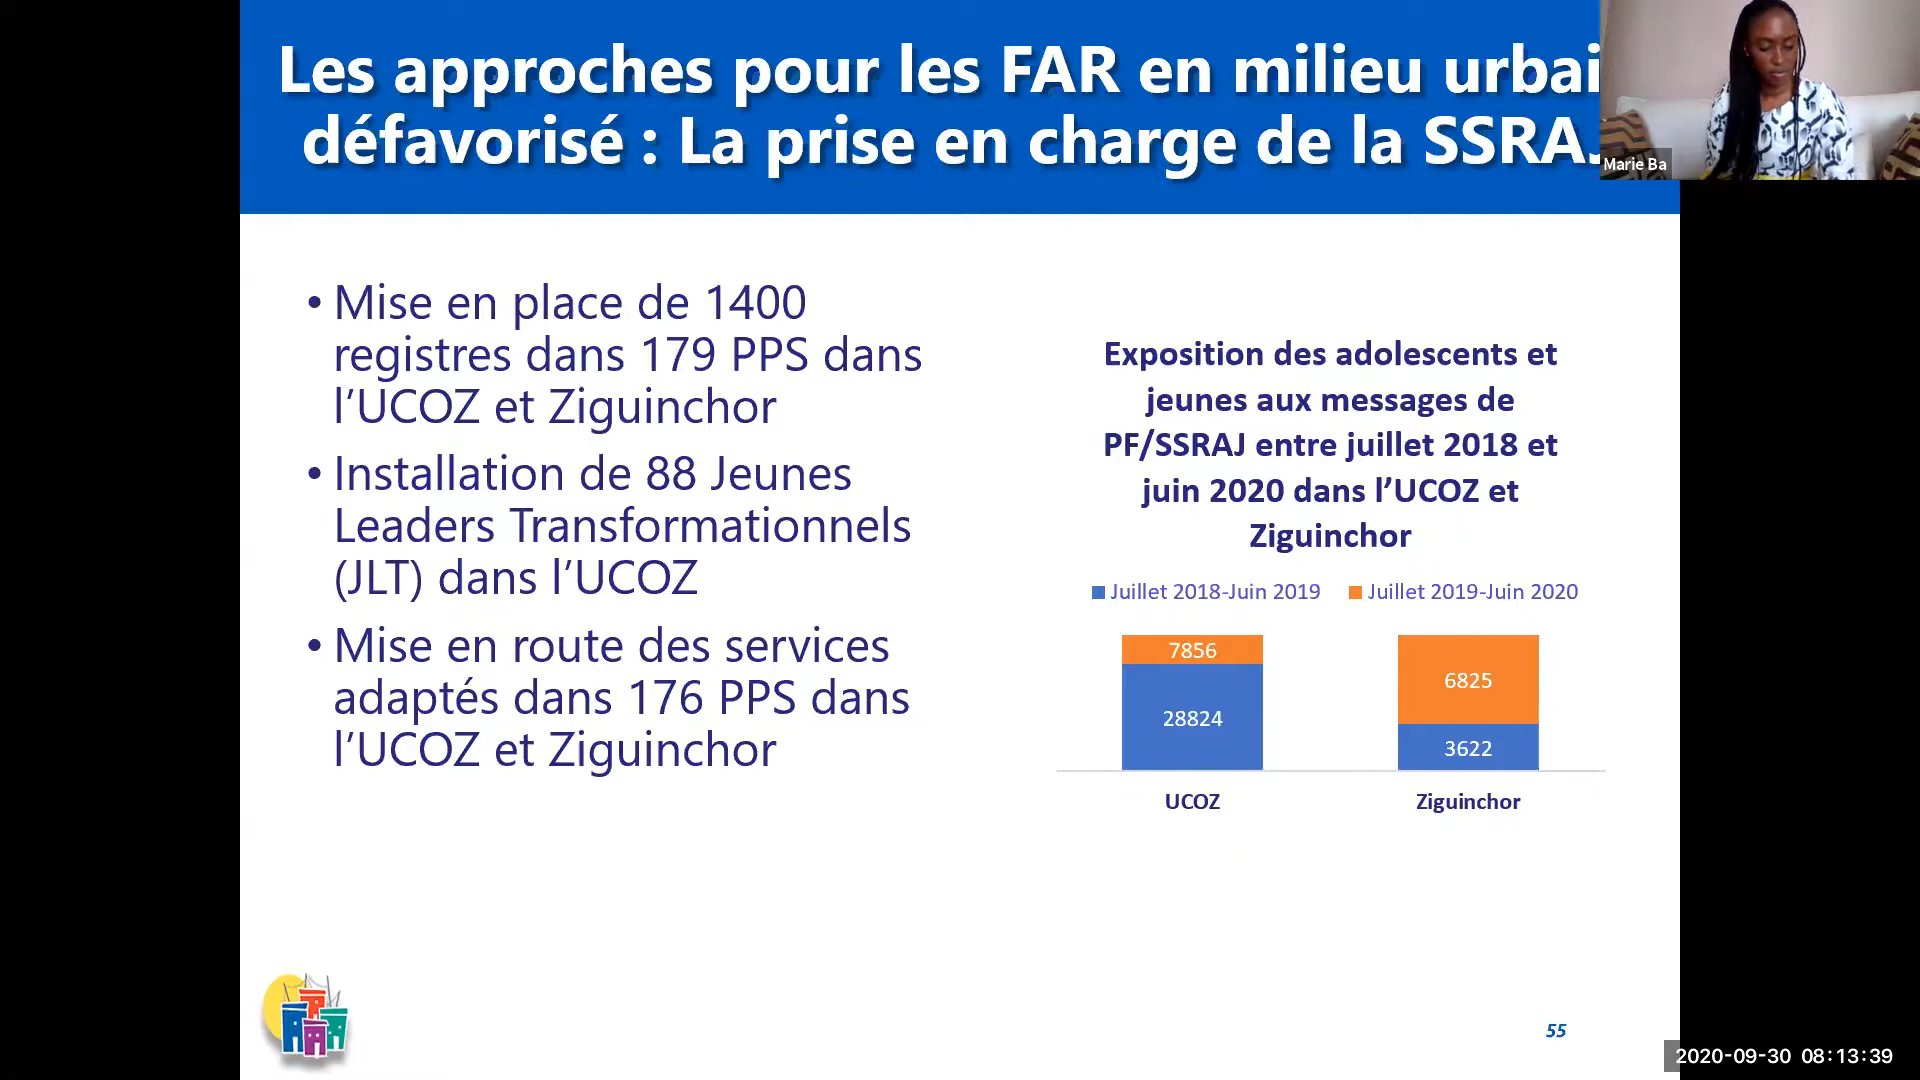 Les approches pour les FAR en milieu urbai
défavorisé : La prise en charge de la SSRAJ
Marie Ba
• Mise en place de 1400
registres dans 179 PPS dans
l’UCOZ et Ziguinchor
• Installation de 88 Jeunes
Leaders Transformationnels
(JLT) dans l’UCOZ
• Mise en route des services
adaptés dans 176 PPS dans
l’UCOZ et Ziguinchor
Exposition des adolescents et
jeunes aux messages de
PF/SSRAJ entre juillet 2018 et
juin 2020 dans l’UCOZ et
Ziguinchor
Juillet 2018-Juin 2019 Juillet 2019-Juin 2020
7856
28824
6825
3622
UCOZ Ziguinchor
55
2020-09-30 08:13:39